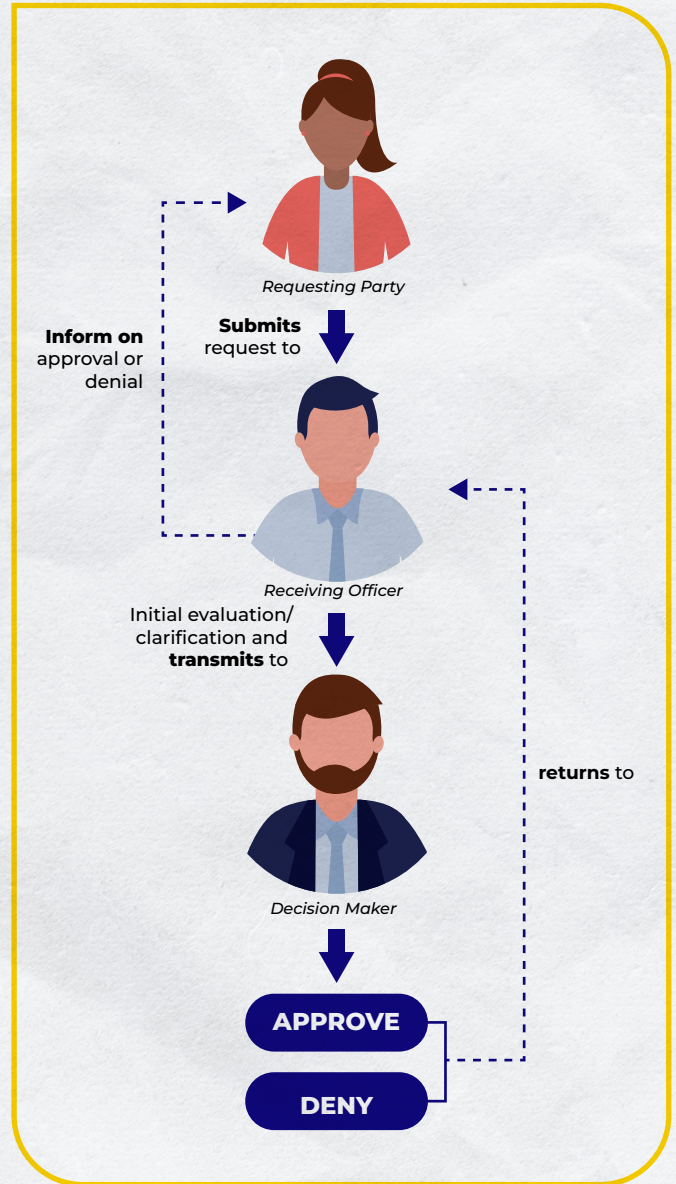 Requesting Party
Submits
request to
Inform on
approval or
denial
Receiving Officer
Initial evaluation/
clarification and
transmits to
Decision Maker
returns to
APPROVE
DENY